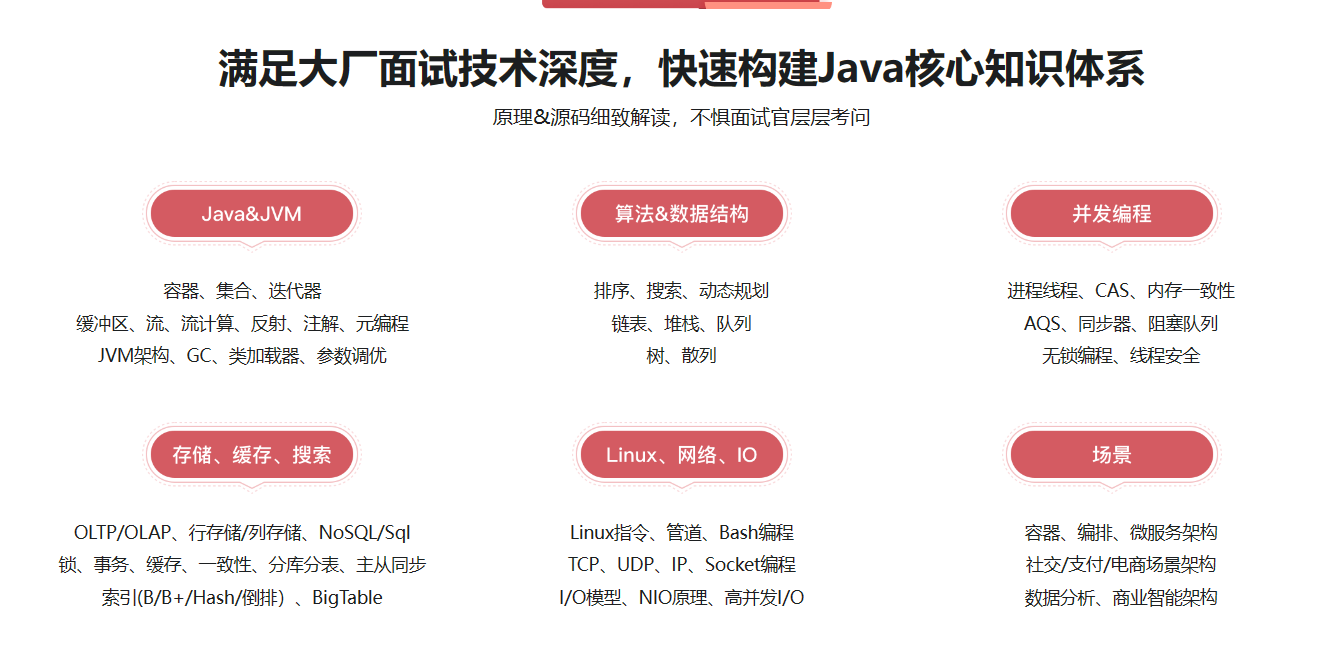 满足大厂面试技术深度，快速构建Java核心知识体系
原理&源码细致解读，不惧面试官层层考问
Java&JVM
容器、集合、迭代器
缓冲区、流、流计算、反射、注解、元编程
JVM架构、GC、类加载器、参数调优
算法&数据结构
排序、搜索、动态规划
链表、堆栈、队列
树、散列
并发编程
进程线程、CAS、内存一致性
AQS、同步器、阻塞队列
无锁编程、线程安全
存储、缓存、搜索
OLTP/OLAP、行存储/列存储、NoSQL/Sql
锁、事务、缓存、一致性、分库分表、主从同步
索引(B/B+/Hash/倒排）、BigTable
Linux、网络、IO
Linux指令、管道、Bash编程
TCP、UDP、IP、Socket编程
I/O模型、NIO原理、高并发I/O
场景
容器、编排、微服务架构
社交/支付/电商场景架构
数据分析、商业智能架构